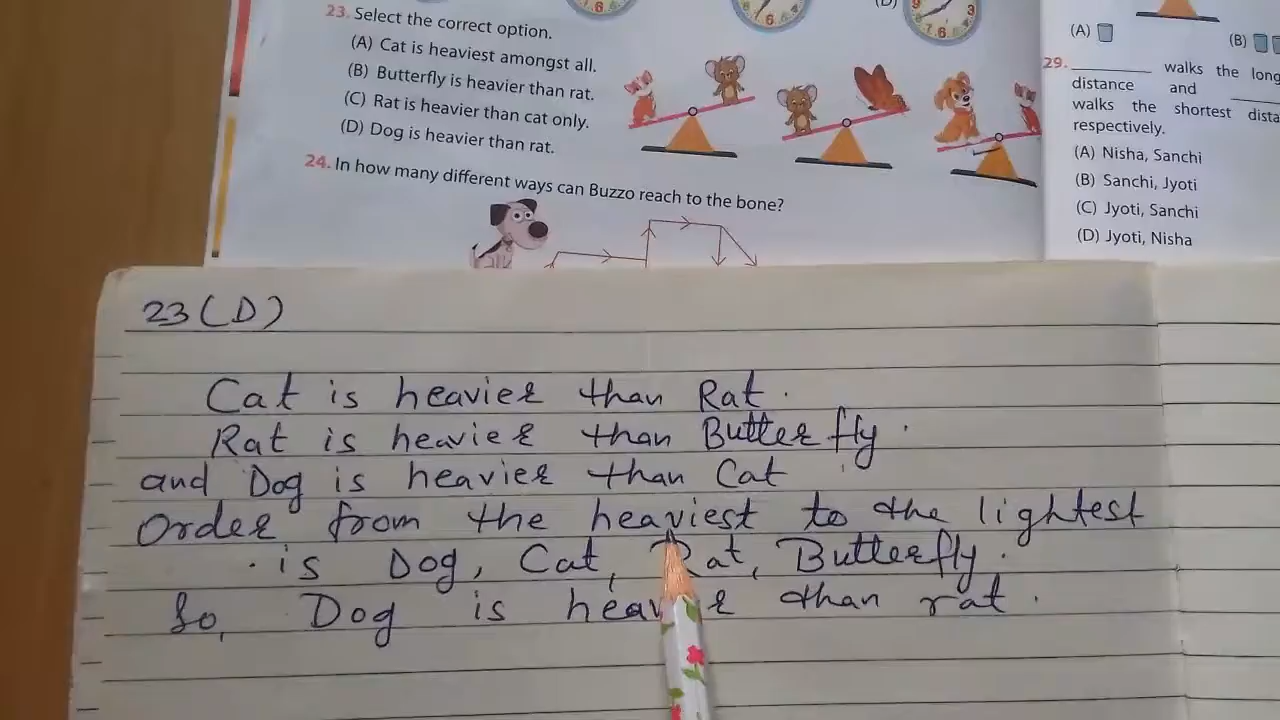 23. Select the correct option.
(A) Cat is heaviest amongst all.
(B) Butterfly is heavier than rat.
(C) Rat is heavier than cat only.
(D) Dog is heavier than rat.
24. In how many different ways can Buzzo reach to the bone?
(D)
(A)
(B)
29. ________ walks the long
distance and ____
walks the shortest dista
respectively.
(A) Nisha, Sanchi
(B) Sanchi, Jyoti
(C) Jyoti, Sanchi
(D) Jyoti, Nisha
23 (D)
Cat is heavier than Rat.
Rat is heavier than Butterfly.
and Dog is heavier than Cat
Order from the heaviest to the lightest
is Dog, Cat, Rat, Butterfly.
So, Dog is than rat.